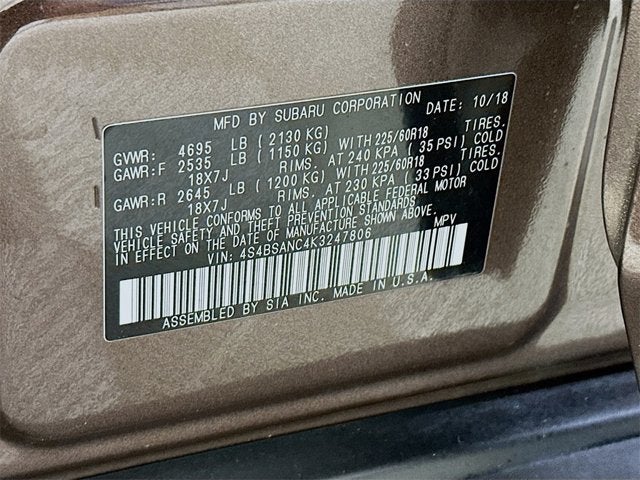 MFD BY SUBARU CORPORATION DATE: 10/18
GVWR: 4695 LB ( 2130 KG)
GAWR:F 2535 LB ( 1150 KG) WITH 225/60R18 TIRES.
18X7J RIMS. AT 240 KPA ( 35 PSI) COLD
GAWR:R 2645 LB ( 1200 KG) WITH 225/60R18 TIRES.
18X7J RIMS. AT 230 KPA ( 33 PSI) COLD
THIS VEHICLE CONFORMS TO ALL APPLICABLE FEDERAL MOTOR
VEHICLE SAFETY AND THEFT PREVENTION STANDARDS
IN EFFECT ON THE DATE OF MANUFACTURE SHOWN ABOVE.
VIN: 4S4BSANC4K3247806 MPV
ASSEMBLED BY SIA INC. MADE IN U.S.A.